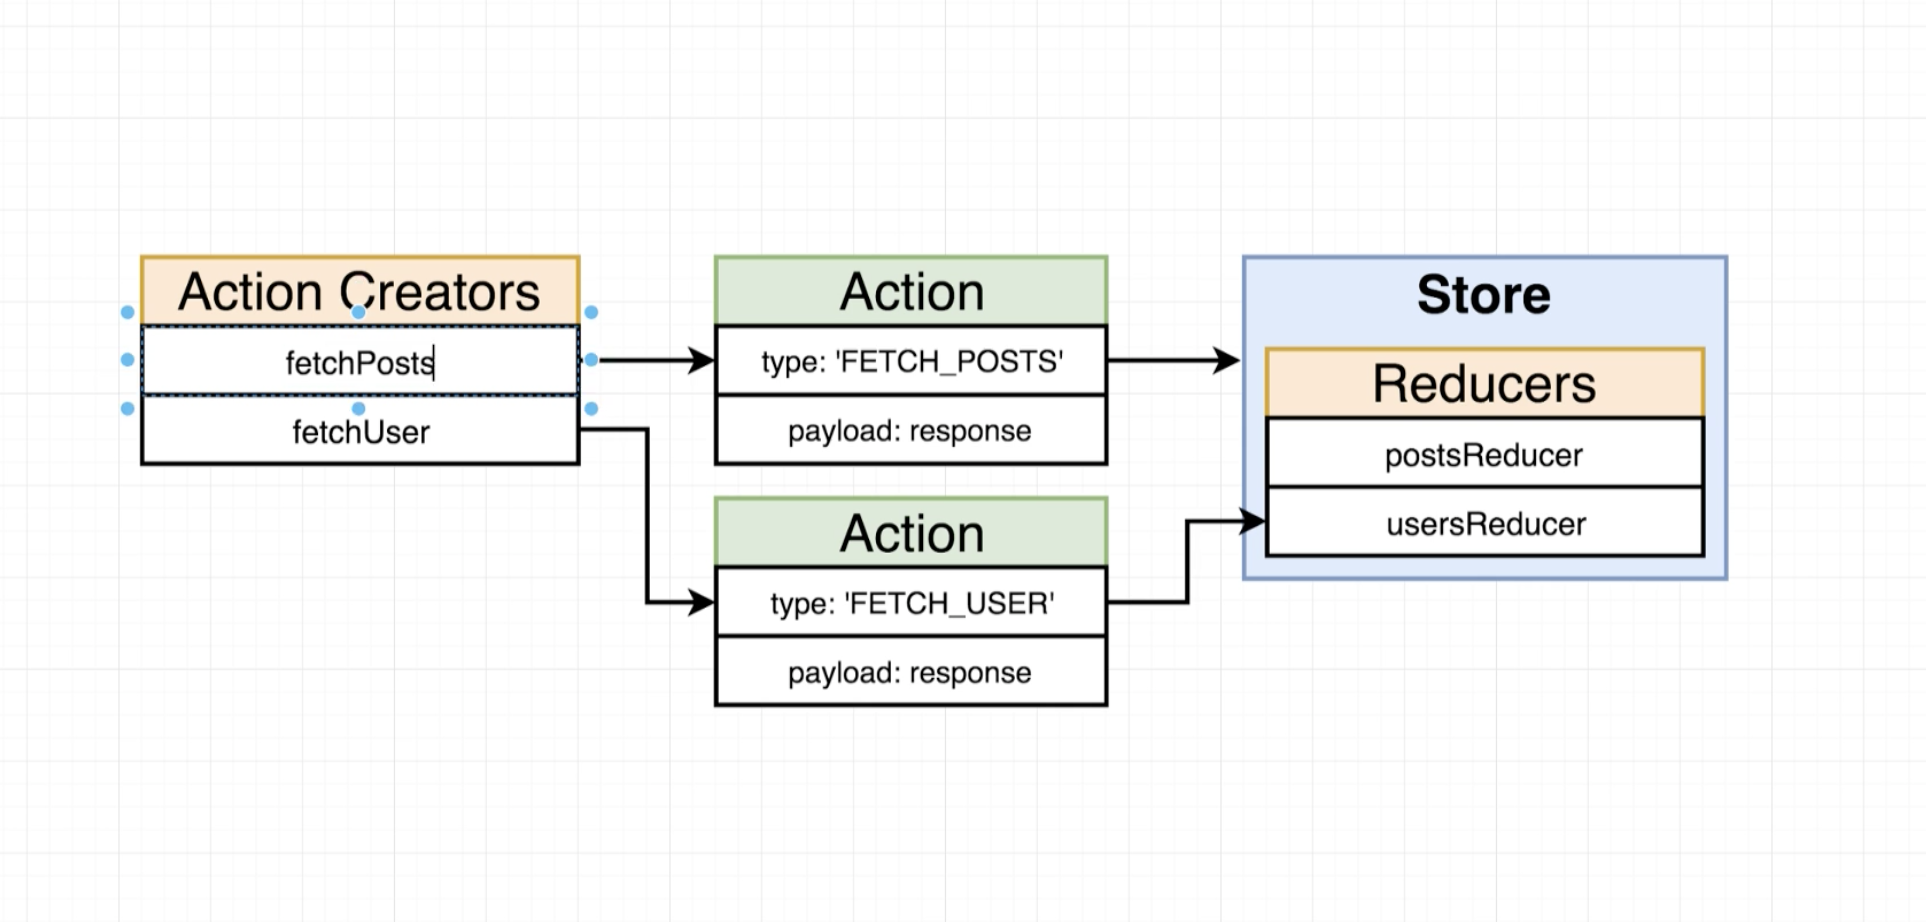 Action Creators
fetchPosts
fetchUser
Action
type: 'FETCH_POSTS'
payload: response
Action
type: 'FETCH_USER'
payload: response
Store
Reducers
postsReducer
usersReducer